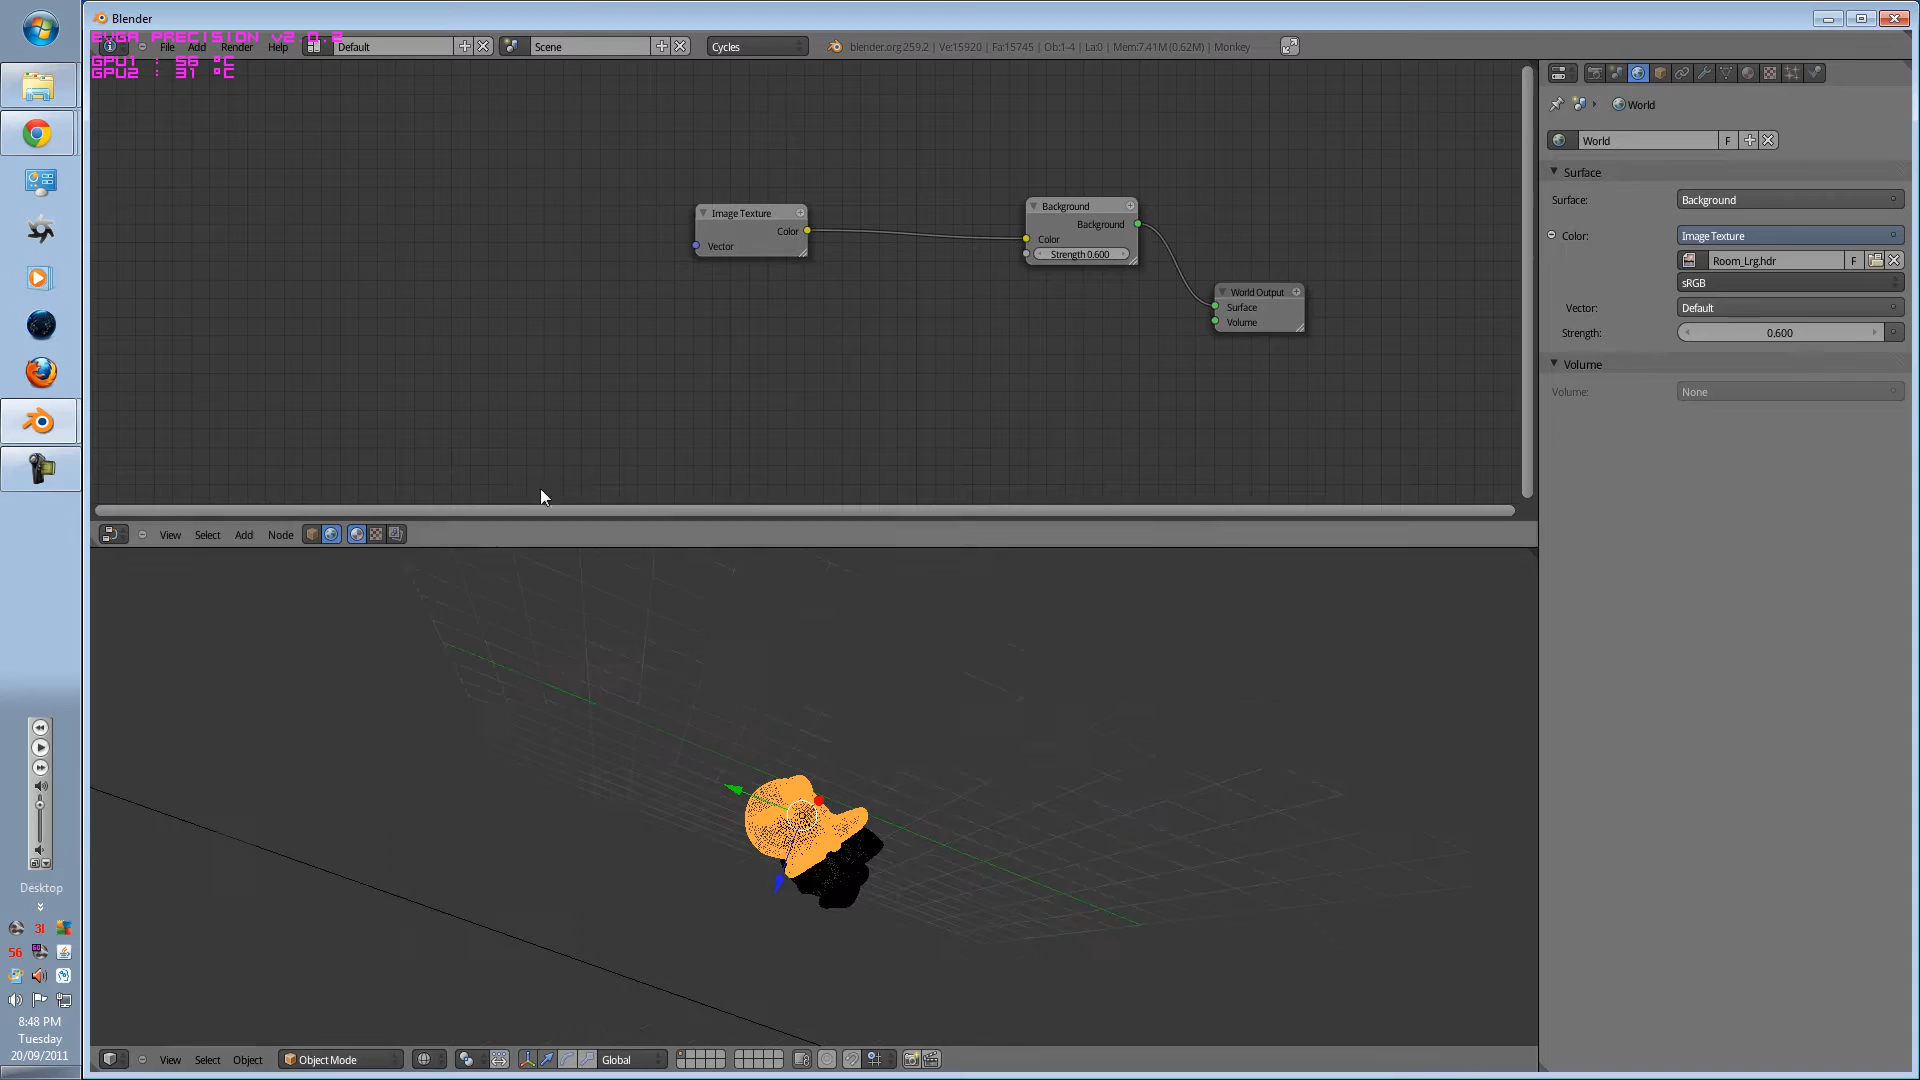 Blender
EVGA PRECISION v2.0.2
GPU1 : 56 °C
GPU2 : 31 °C
File Add Render Help Default Scene Cycles blender.org 259.2 | Ve:15920 | Fa:15745 | Ob:1-4 | La:0 | Mem:7.41M (0.62M) | Monkey
World
World F
Surface
Surface: Background
Color: Image Texture
Room_Lrg.hdr F
sRGB
Vector: Default
Strength: 0.600
Volume
Volume: None
Image Texture
Color
Vector
Background
Background
Color
Strength 0.600
World Output
Surface
Volume
View Select Add Node
View Select Object Object Mode Global
Desktop
31
56
8:48 PM
Tuesday
20/09/2011